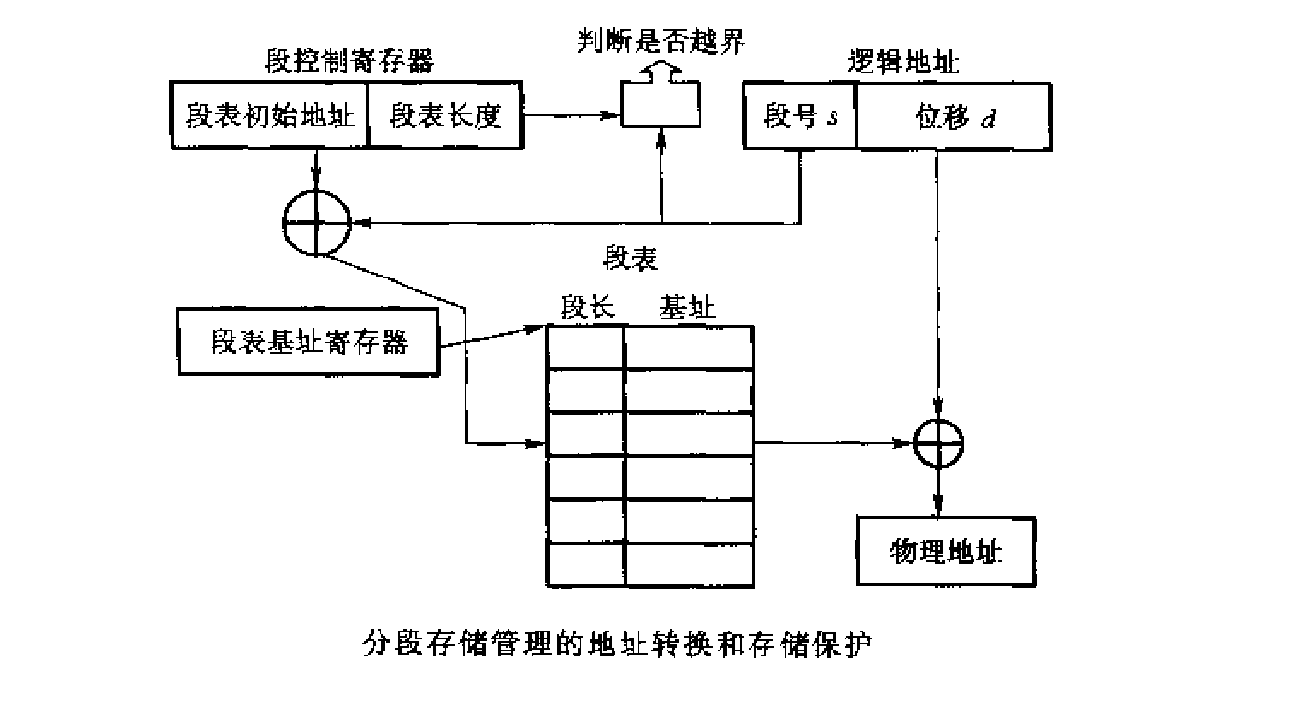 判断是否越界
段控制寄存器
逻辑地址
段表初始地址
段表长度
段号 s
位移 d
段表
段长
基址
段表基址寄存器
物理地址
分段存储管理的地址转换和存储保护